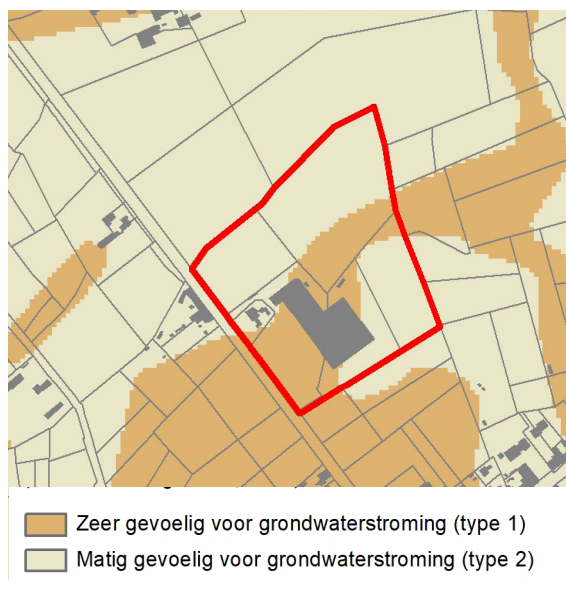 Zeer gevoelig voor grondwaterstroming (type 1)
Matig gevoelig voor grondwaterstroming (type 2)